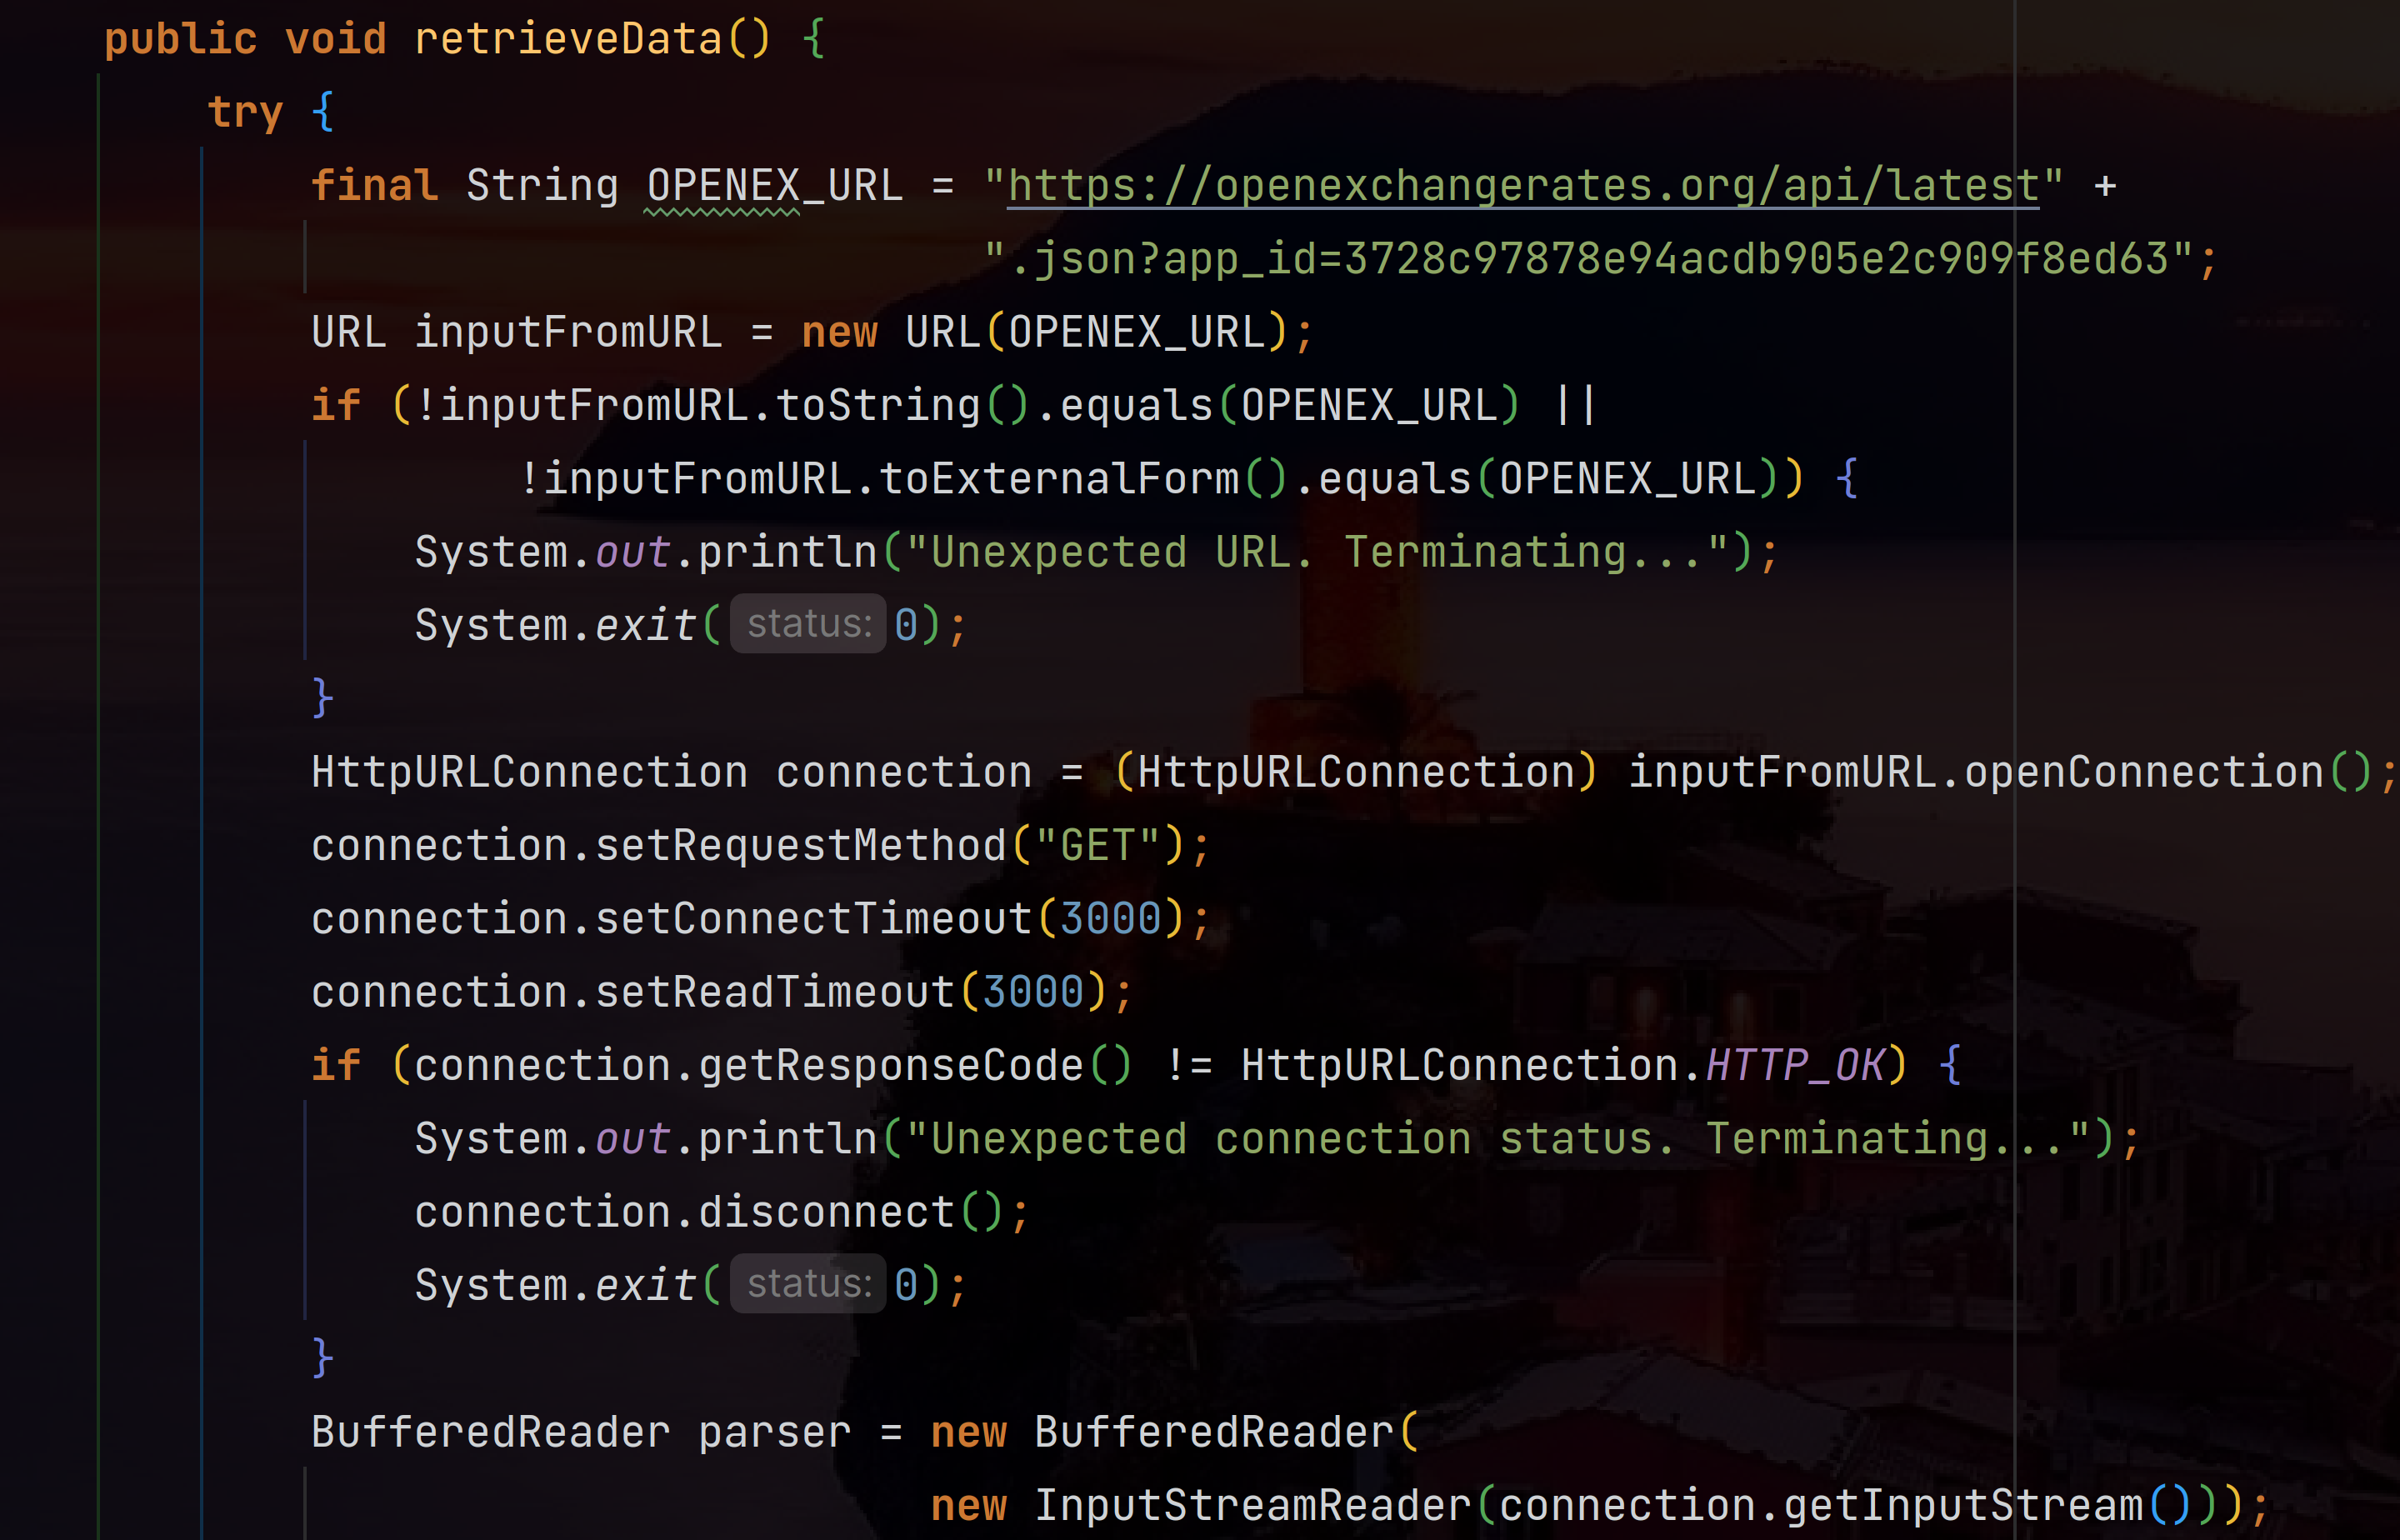 public void retrieveData() {
try {
final String OPENEX_URL = "https://openexchangerates.org/api/latest" +
".json?app_id=3728c97878e94acdb905e2c909f8ed63";
URL inputFromURL = new URL(OPENEX_URL);
if (!inputFromURL.toString().equals(OPENEX_URL) ||
!inputFromURL.toExternalForm().equals(OPENEX_URL)) {
System.out.println("Unexpected URL. Terminating...");
System.exit( status: 0);
}
HttpURLConnection connection = (HttpURLConnection) inputFromURL.openConnection();
connection.setRequestMethod("GET");
connection.setConnectTimeout(3000);
connection.setReadTimeout(3000);
if (connection.getResponseCode() != HttpURLConnection.HTTP_OK) {
System.out.println("Unexpected connection status. Terminating...");
connection.disconnect();
System.exit( status: 0);
}
BufferedReader parser = new BufferedReader(
new InputStreamReader(connection.getInputStream()));